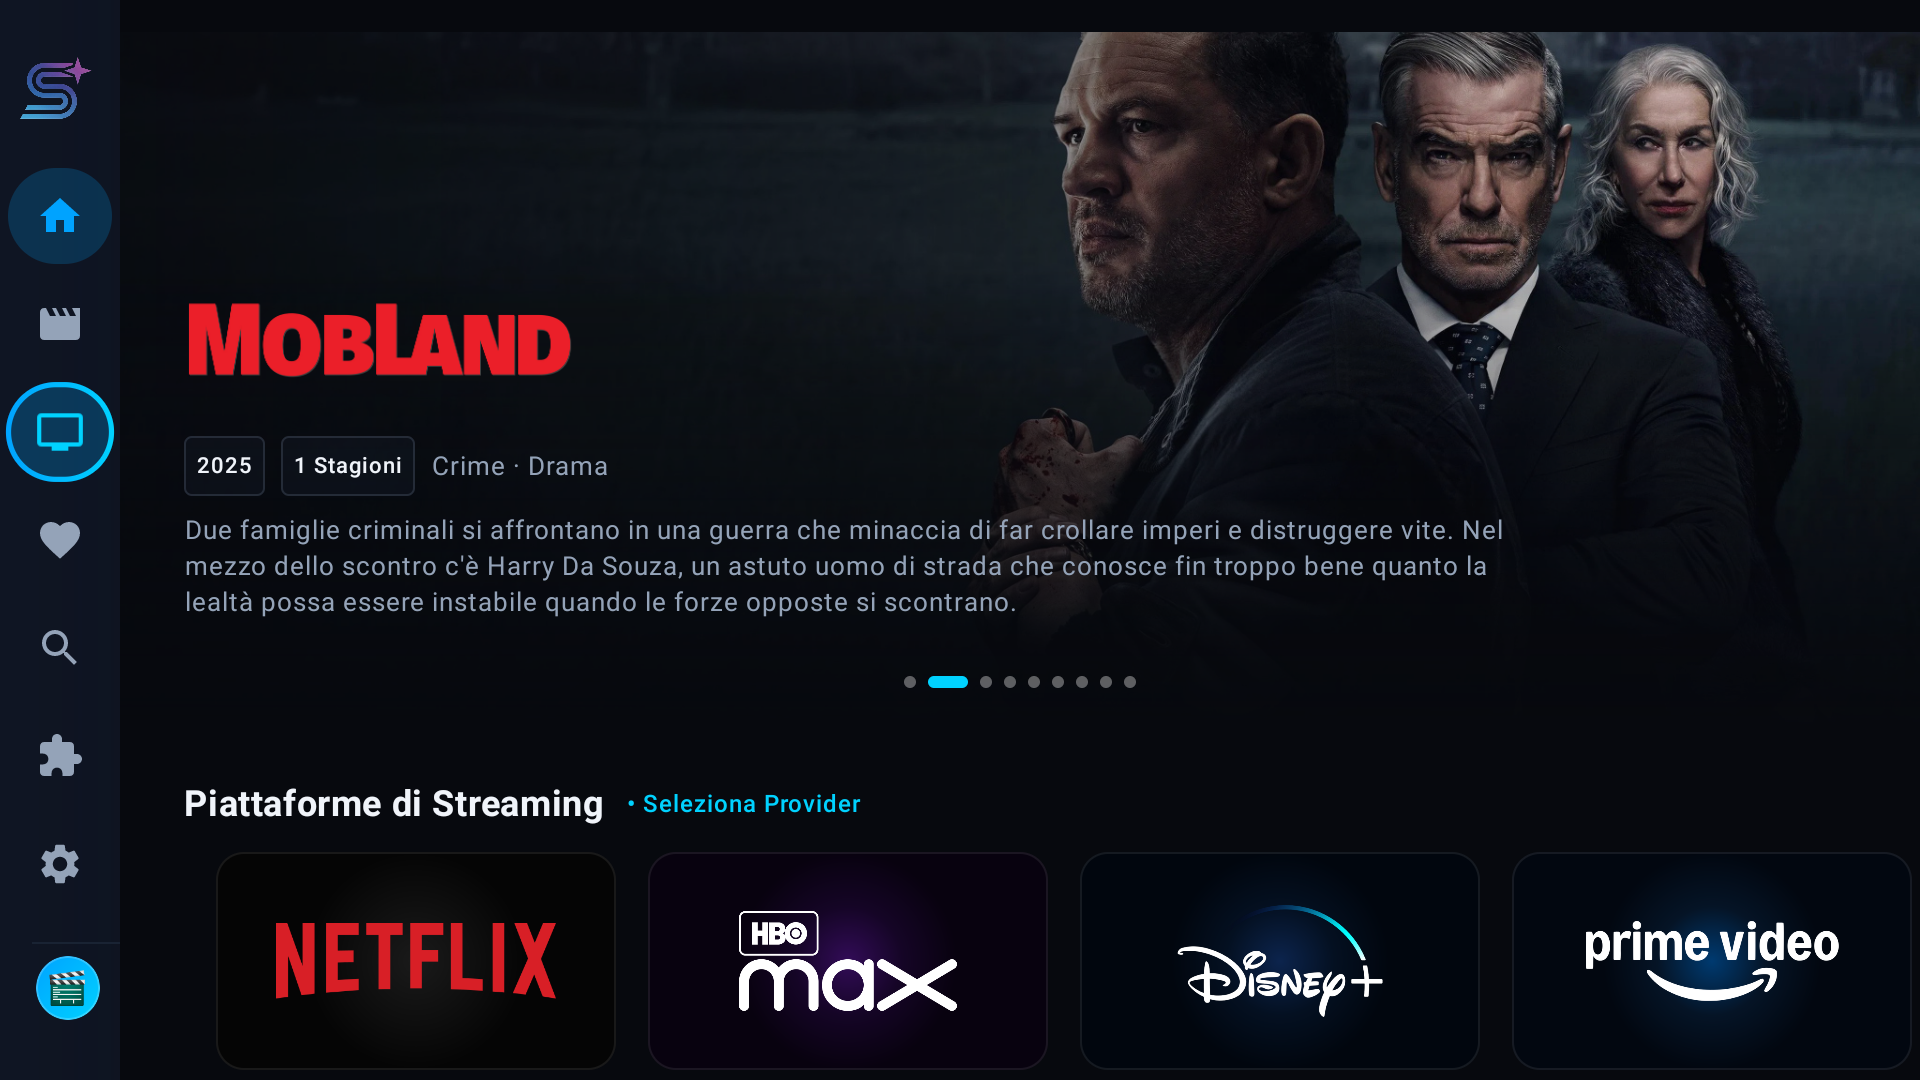 MOBLAND
2025
1 Stagioni
Crime · Drama
Due famiglie criminali si affrontano in una guerra che minaccia di far crollare imperi e distruggere vite. Nel
mezzo dello scontro c'è Harry Da Souza, un astuto uomo di strada che conosce fin troppo bene quanto la
lealtà possa essere instabile quando le forze opposte si scontrano.
Piattaforme di Streaming • Seleziona Provider
NETFLIX
HBO
max
Disney+
prime video